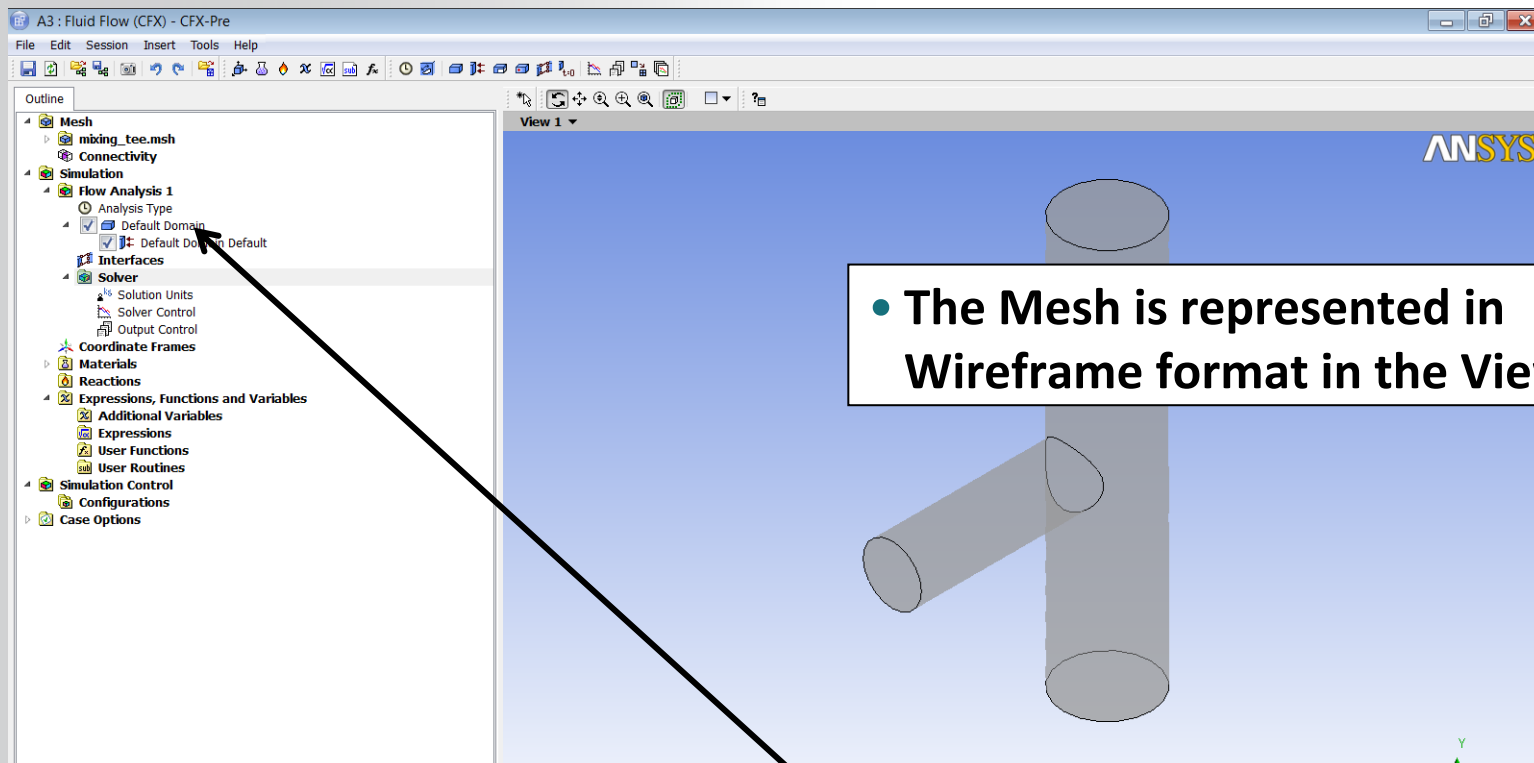 A3 : Fluid Flow (CFX) - CFX-Pre
File Edit Session Insert Tools Help
Outline
Mesh
mixing_tee.msh
Connectivity
Simulation
Flow Analysis 1
Analysis Type
Default Domain
Default Domain Default
Interfaces
Solver
Solution Units
Solver Control
Output Control
Coordinate Frames
Materials
Reactions
Expressions, Functions and Variables
Additional Variables
Expressions
User Functions
User Routines
Simulation Control
Configurations
Case Options
View 1
ANSYS
• The Mesh is represented in
Wireframe format in the
Y